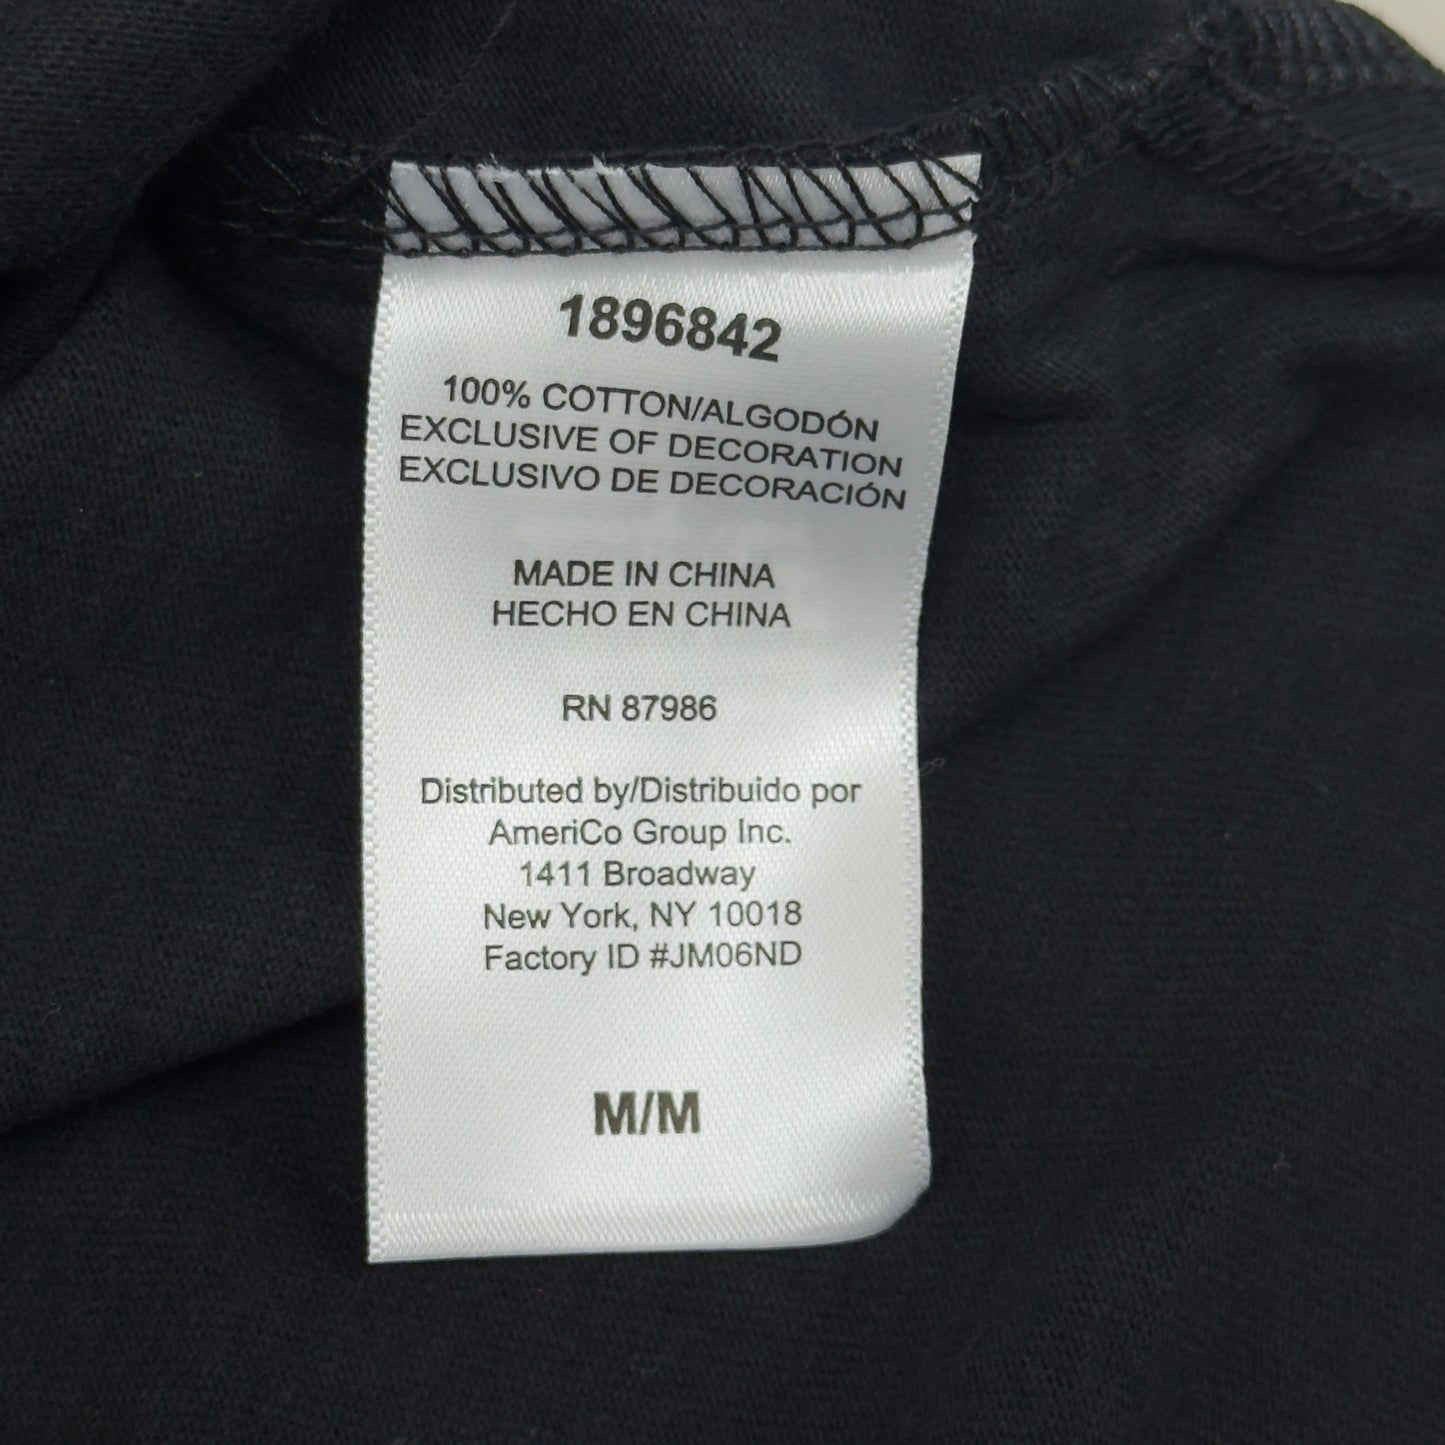 1896842
100% COTTON/ALGODÓN
EXCLUSIVE OF DECORATION
EXCLUSIVO DE DECORACIÓN
MADE IN CHINA
HECHO EN CHINA
RN 87986
Distributed by/Distribuido por
AmeriCo Group Inc.
1411 Broadway
New York, NY 10018
Factory ID #JM06ND
M/M